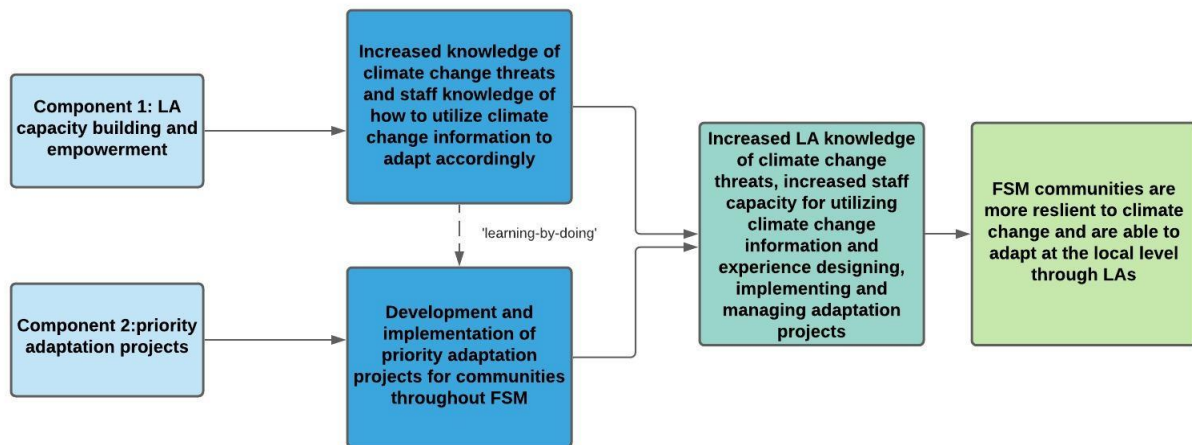 Component 1: LA
capacity building and
empowerment
Increased knowledge of
climate change threats
and staff knowledge of
how to utilize climate
change information to
adapt accordingly
'learning-by-doing'
Component 2:priority
adaptation projects
Development and
implementation of
priority adaptation
projects for communities
throughout FSM
Increased LA knowledge
of climate change
threats, increased staff
capacity for utilizing
climate change
information and
experience designing,
implementing and
managing adaptation
projects
FSM communities are
more reslient to climate
change and are able to
adapt at the local level
through LAs